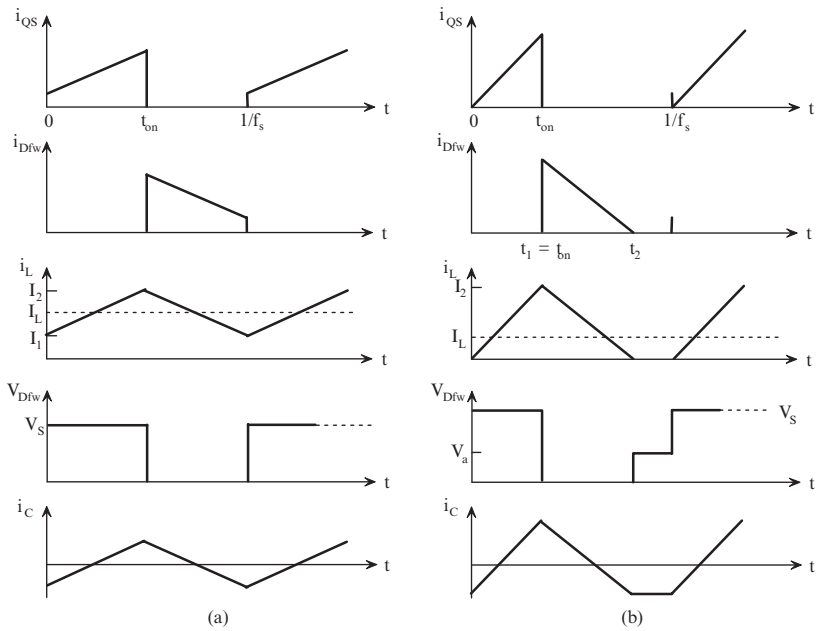 i_QS
t
0
t_on
1/f_s
i_Dfw
t
i_L
I_2
I_L
I_1
t
V_Dfw
V_S
t
i_C
t
(a)
i_QS
t
0
t_on
1/f_s
i_Dfw
t
t_1 = t_on
t_2
i_L
I_2
I_L
t
V_Dfw
V_S
V_a
t
i_C
t
(b)